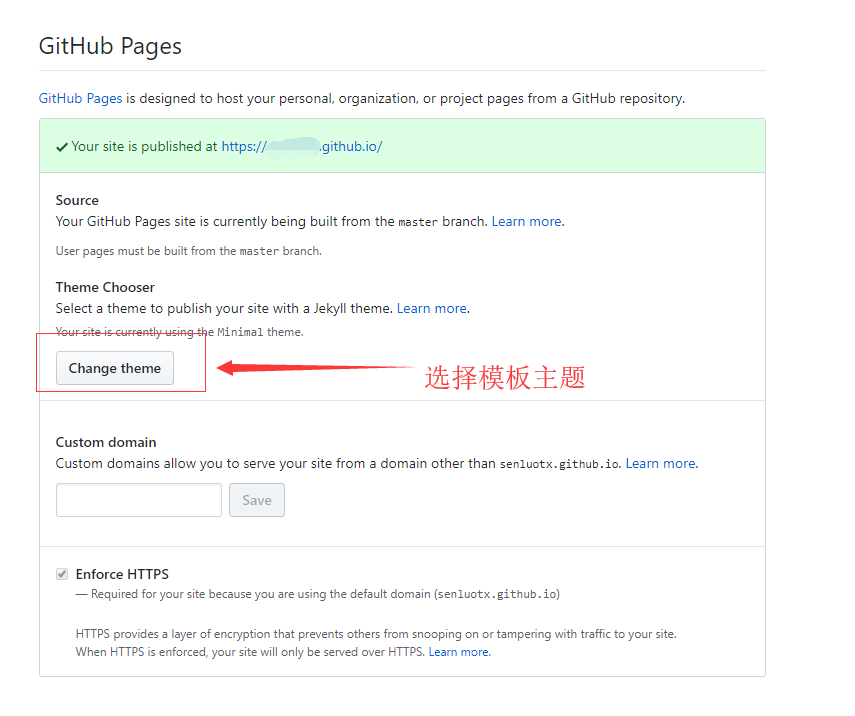 GitHub Pages
GitHub Pages is designed to host your personal, organization, or project pages from a GitHub repository.
Your site is published at https:// .github.io/
Source
Your GitHub Pages site is currently being built from the master branch. Learn more.
User pages must be built from the master branch.
Theme Chooser
Select a theme to publish your site with a Jekyll theme. Learn more.
Your site is currently using the Minimal theme.
Change theme
选择模板主题
Custom domain
Custom domains allow you to serve your site from a domain other than senluotx.github.io. Learn more.
Save
Enforce HTTPS
— Required for your site because you are using the default domain (senluotx.github.io)
HTTPS provides a layer of encryption that prevents others from snooping on or tampering with traffic to your site.
When HTTPS is enforced, your site will only be served over HTTPS. Learn more.